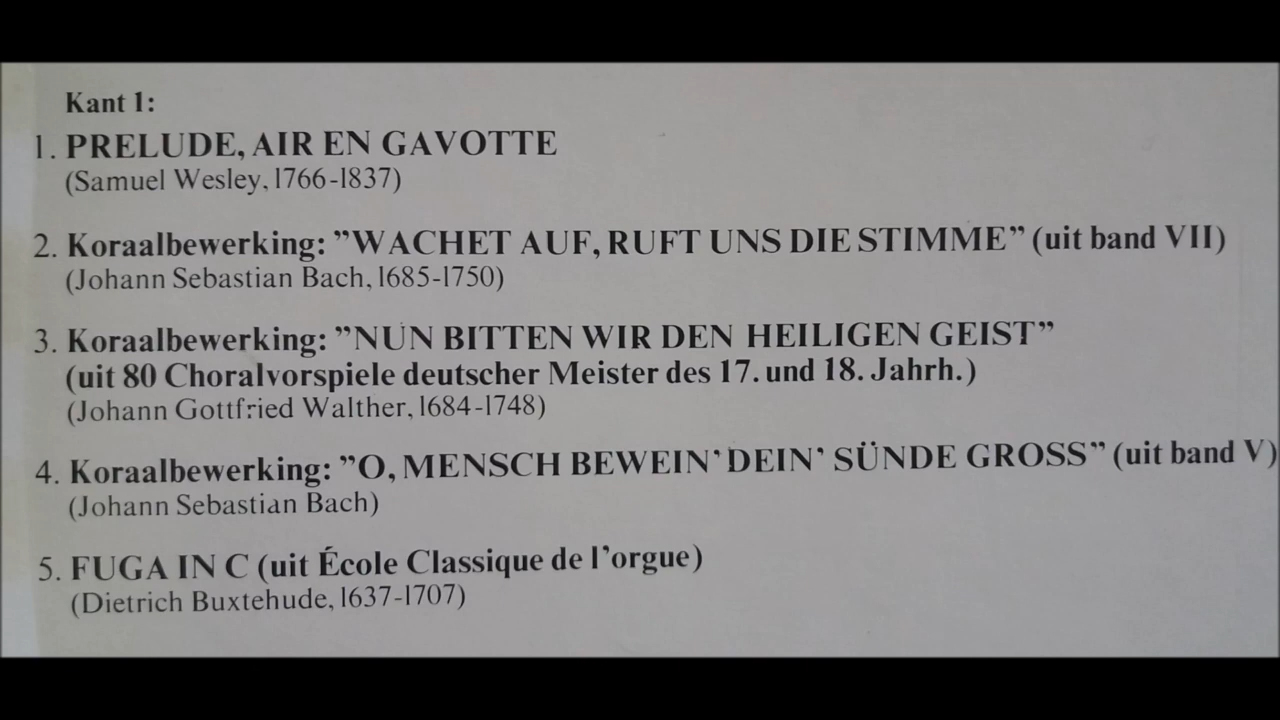 Kant 1:
1. PRELUDE, AIR EN GAVOTTE
(Samuel Wesley, 1766-1837)
2. Koraalbewerking: ”WACHET AUF, RUFT UNS DIE STIMME” (uit band VII)
(Johann Sebastian Bach, 1685-1750)
3. Koraalbewerking: ”NUN BITTEN WIR DEN HEILIGEN GEIST”
(uit 80 Choralvorspiele deutscher Meister des 17. und 18. Jahrh.)
(Johann Gottfried Walther, 1684-1748)
4. Koraalbewerking: ”O, MENSCH BEWEIN’ DEIN’ SÜNDE GROSS” (uit band V)
(Johann Sebastian Bach)
5. FUGA IN C (uit École Classique de l’orgue)
(Dietrich Buxtehude, 1637-1707)